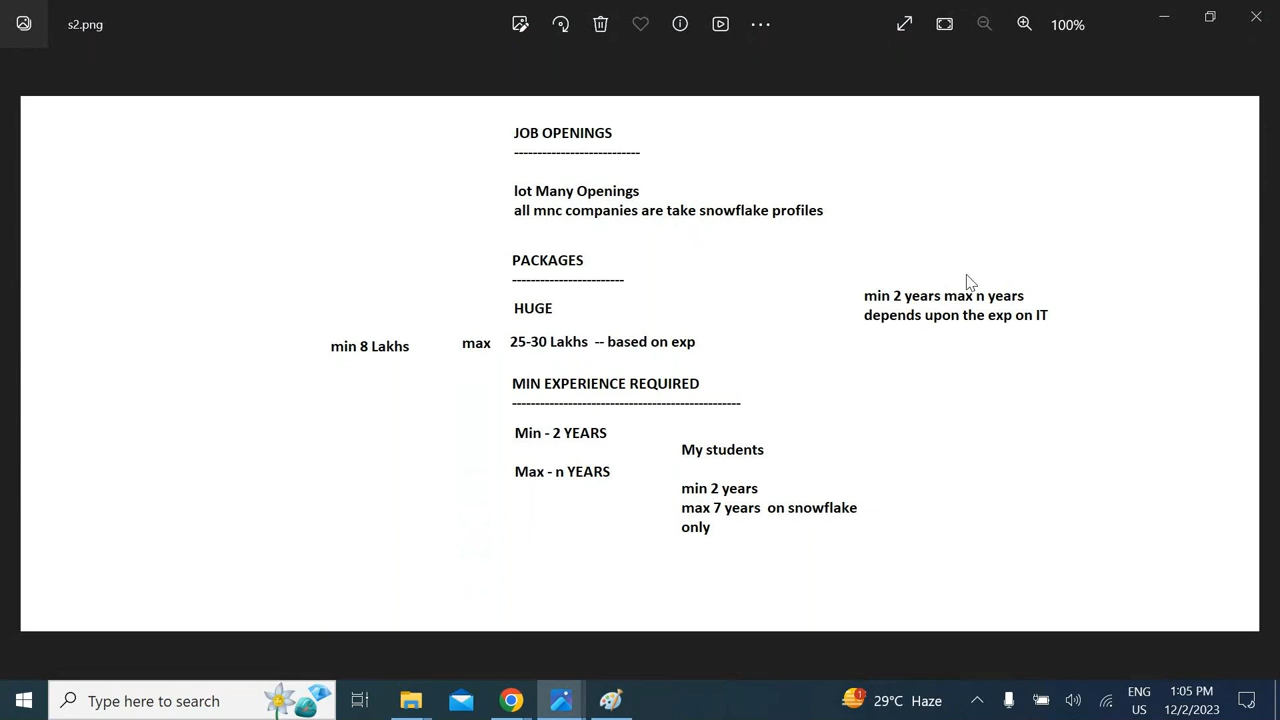 s2.png
100%
JOB OPENINGS
---------------------------
lot Many Openings
all mnc companies are take snowflake profiles
PACKAGES
------------------------
HUGE
min 2 years max n years
depends upon the exp on IT
min 8 Lakhs max 25-30 Lakhs -- based on exp
MIN EXPERIENCE REQUIRED
-------------------------------------------------
Min - 2 YEARS
My students
Max - n YEARS
min 2 years
max 7 years on snowflake
only
Type here to search
1
29°C Haze
ENG
US
1:05 PM
12/2/2023